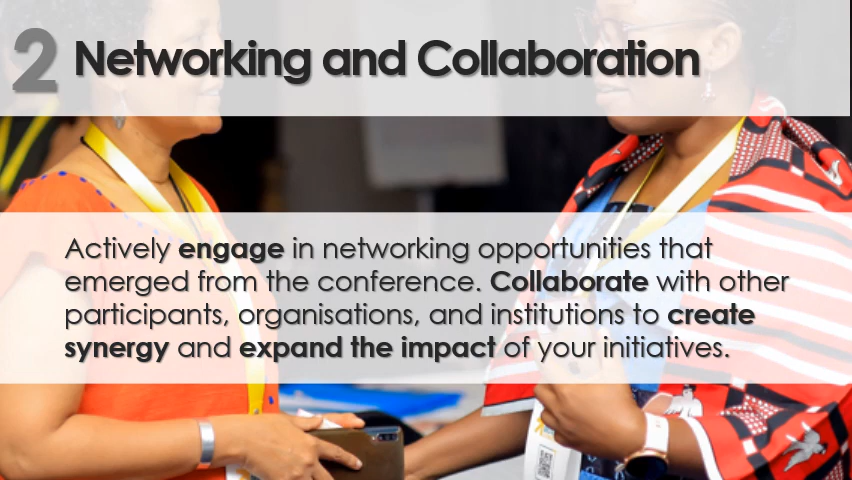 2 Networking and Collaboration
Actively engage in networking opportunities that
emerged from the conference. Collaborate with other
participants, organisations, and institutions to create
synergy and expand the impact of your initiatives.